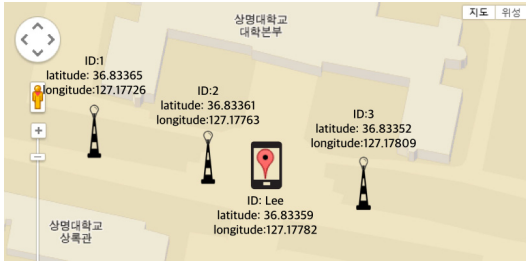 상명대학교
대학본부
지도 위성
ID:1
latitude: 36.83365
longitude:127.17726
ID:2
latitude: 36.83361
longitude:127.17763
ID:3
latitude: 36.83352
longitude:127.17809
ID: Lee
latitude: 36.83359
longitude:127.17782
상명대학교
상록관